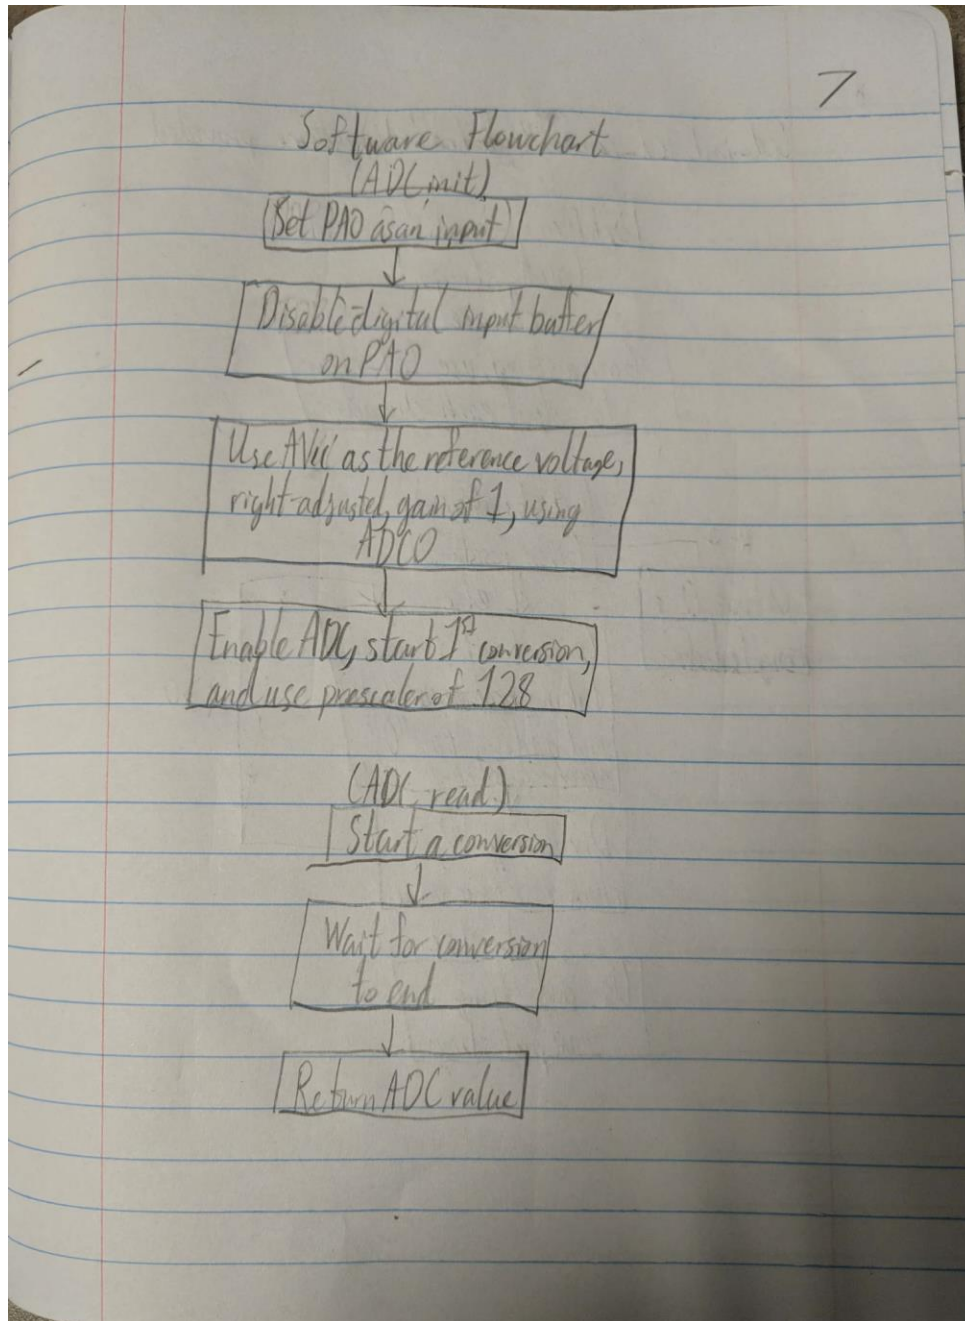 7
Software Flowchart
(ADC_init)
Set PA0 as an input
Disable digital input buffer
on PA0
Use AVcc as the reference voltage,
right-adjusted, gain of 1, using
ADC0
Enable ADC, start 1st conversion,
and use prescaler of 128
(ADC_read)
Start a conversion
Wait for conversion
to end
Return ADC value